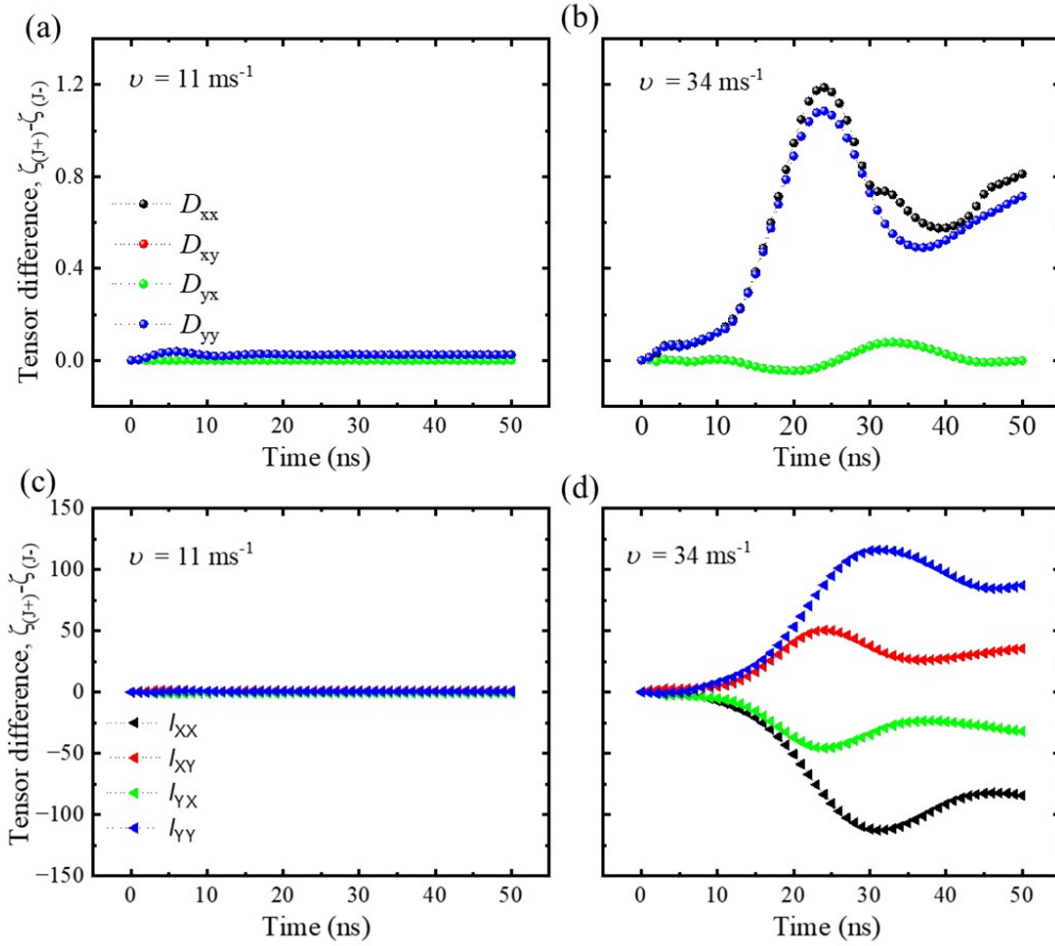 (a)
υ = 11 ms⁻¹
Tensor difference, ζ(J+)-ζ(J-)
1.2
0.8
0.4
0.0
Dxx
Dxy
Dyx
Dyy
0 10 20 30 40 50
Time (ns)
(b)
υ = 34 ms⁻¹
0 10 20 30 40 50
Time (ns)
(c)
υ = 11 ms⁻¹
Tensor difference, ζ(J+)-ζ(J-)
150
100
50
0
−50
−100
−150
IXX
IXY
IYX
IYY
0 10 20 30 40 50
Time (ns)
(d)
υ = 34 ms⁻¹
0 10 20 30 40 50
Time (ns)